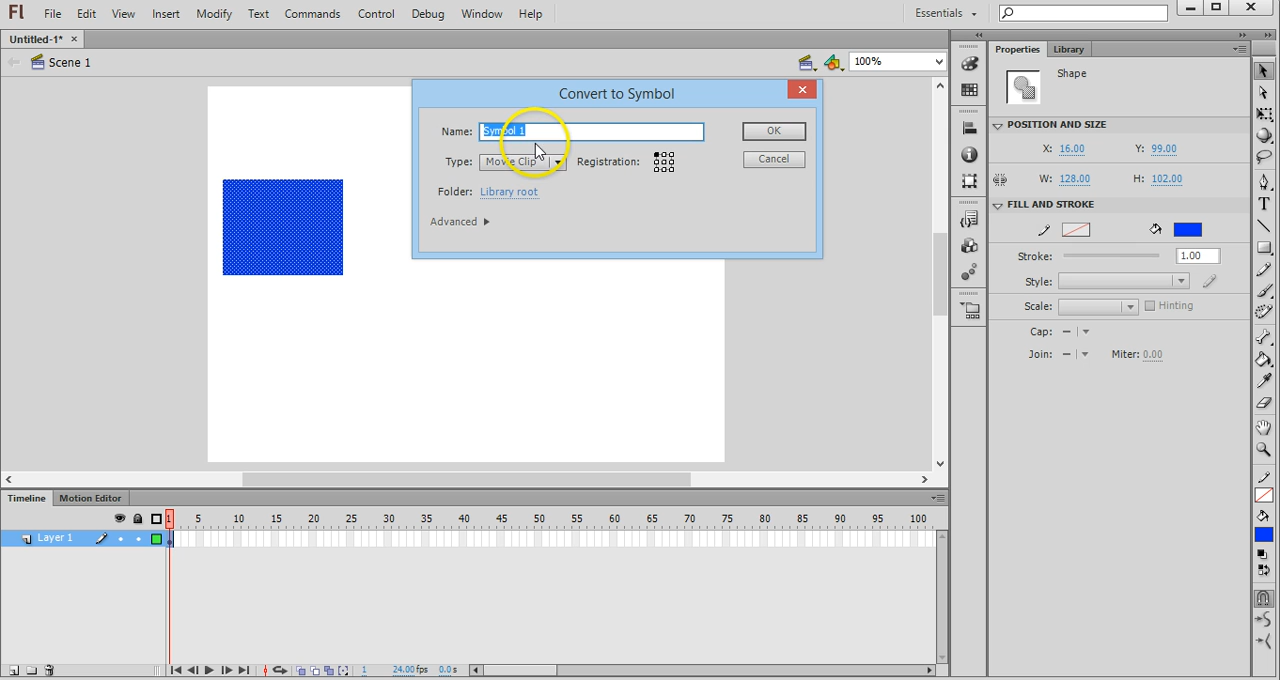 Fl File Edit View Insert Modify Text Commands Control Debug Window Help Essentials
Untitled-1*
Scene 1 100%
Convert to Symbol
Name: Symbol 1 OK
Type: Movie Clip Registration: Cancel
Folder: Library root
Advanced
Properties Library
Shape
POSITION AND SIZE
X: 16.00 Y: 99.00
W: 128.00 H: 102.00
FILL AND STROKE
Stroke: 1.00
Style:
Scale: Hinting
Cap:
Join: Miter: 0.00
Timeline Motion Editor
1 5 10 15 20 25 30 35 40 45 50 55 60 65 70 75 80 85 90 95 100
Layer 1
1 24.00 fps 0.0 s